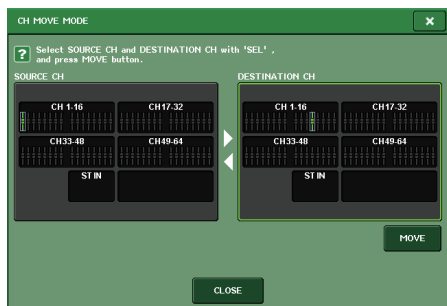 CH MOVE MODE
×
? Select SOURCE CH and DESTINATION CH with 'SEL' ,
and press MOVE button.
SOURCE CH
CH 1-16 CH17-32
CH33-48 CH49-64
ST IN
DESTINATION CH
CH 1-16 CH17-32
CH33-48 CH49-64
ST IN
MOVE
CLOSE